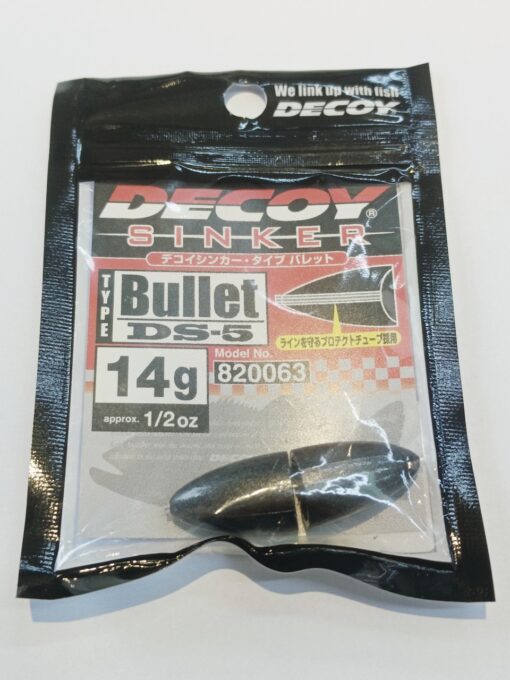 We link up with fish
DECOY
DECOY®
SINKER
デコイシンカー・タイプ バレット
TYPE
Bullet
DS-5
ラインを守るプロテクトチューブ採用
Model No.
820063
14g
approx. 1/2oz
DECOY